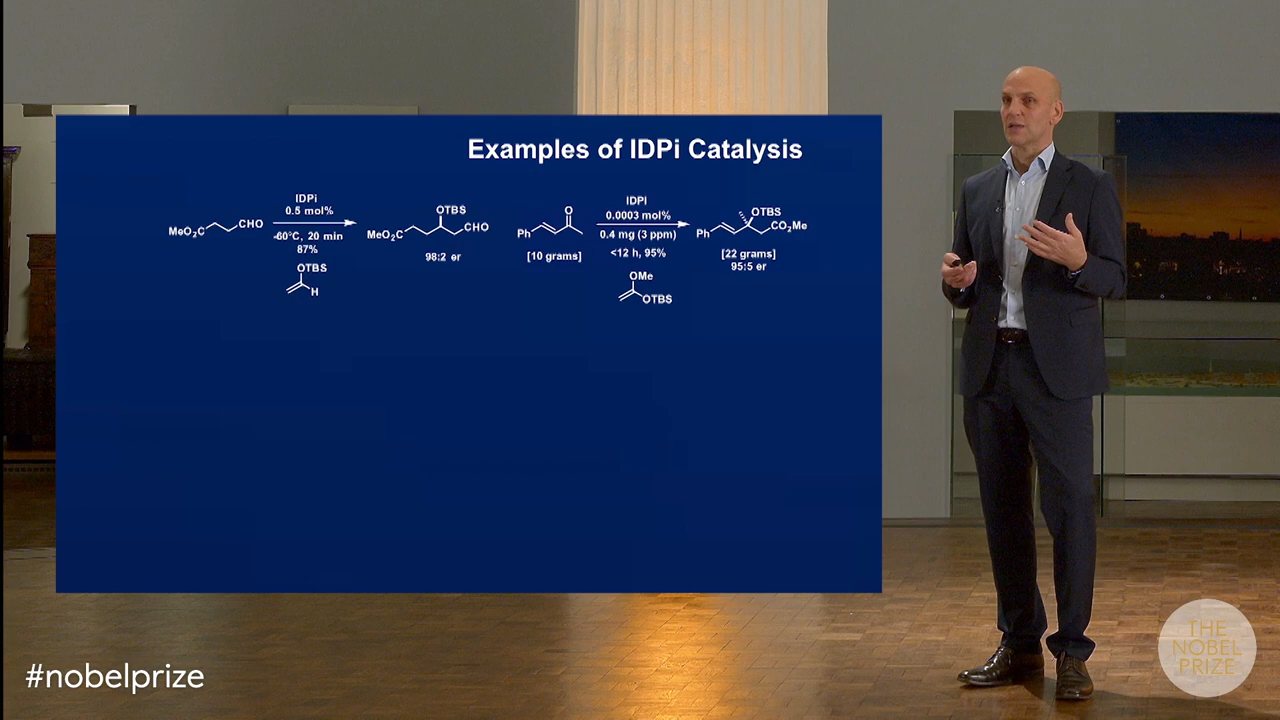 Examples of IDPi Catalysis
MeO₂C CHO
IDPi
0.5 mol%
-60°C, 20 min
87%
OTBS
H
OTBS
MeO₂C CHO
98:2 er
O
Ph
[10 grams]
IDPI
0.0003 mol%
0.4 mg (3 ppm)
<12 h, 95%
OMe
OTBS
OTBS
Ph CO₂Me
[22 grams]
95:5 er
#nobelprize
THE
NOBEL
PRIZE